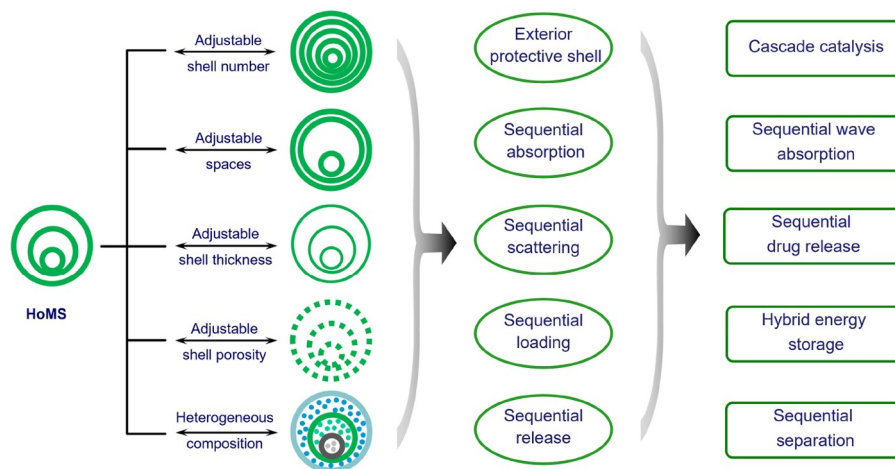 Adjustable
shell number
Adjustable
spaces
Adjustable
shell thickness
Adjustable
shell porosity
Heterogeneous
composition
HoMS
Exterior
protective shell
Sequential
absorption
Sequential
scattering
Sequential
loading
Sequential
release
Cascade catalysis
Sequential wave
absorption
Sequential
drug release
Hybrid energy
storage
Sequential
separation